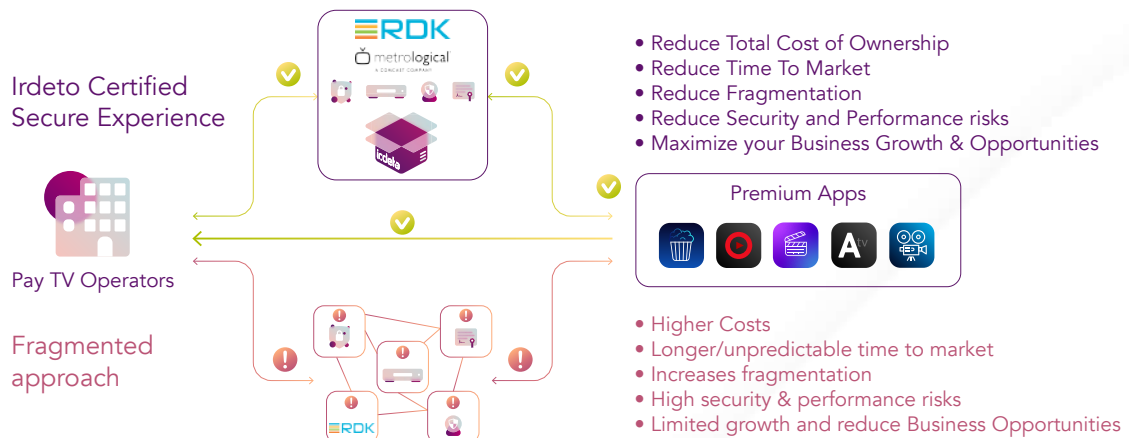 RDK
metrological
A COMCAST COMPANY
irdeto
Irdeto Certified
Secure Experience
• Reduce Total Cost of Ownership
• Reduce Time To Market
• Reduce Fragmentation
• Reduce Security and Performance risks
• Maximize your Business Growth & Opportunities
Premium Apps
Atv
Pay TV Operators
Fragmented
approach
RDK
• Higher Costs
• Longer/unpredictable time to market
• Increases fragmentation
• High security & performance risks
• Limited growth and reduce Business Opportunities